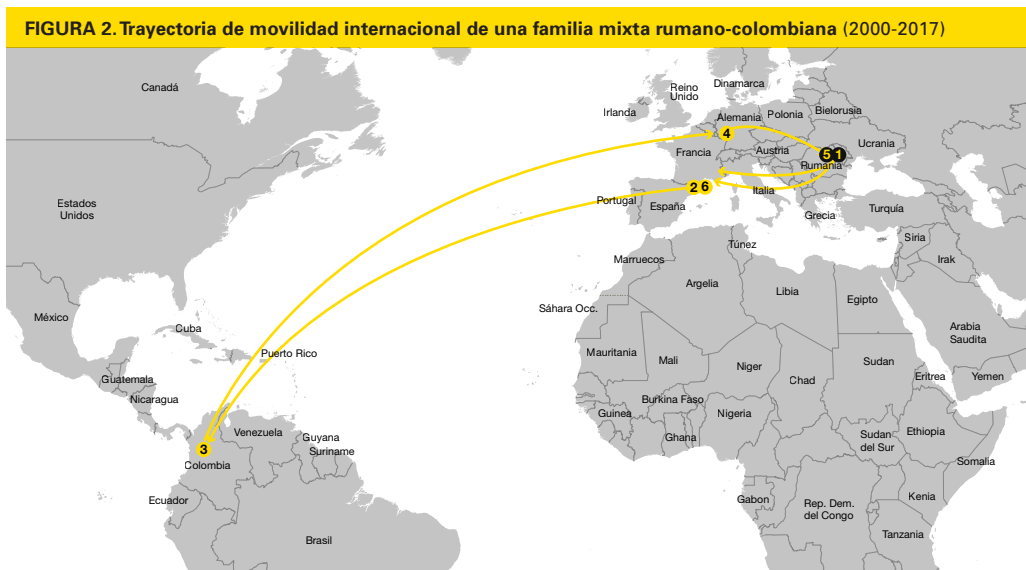 FIGURA 2. Trayectoria de movilidad internacional de una familia mixta rumano-colombiana (2000-2017)
Canadá
Reino
Unido
Dinamarca
Irlanda
Alemania
Polonia
Bielorusia
4
Francia
Austria
5
1
Ucrania
Rumanía
2
6
Italia
Portugal
España
Grecia
Turquía
Estados
Unidos
Túnez
Siria
Marruecos
Irak
Argelia
Libia
Egipto
Sáhara Occ.
México
Cuba
Arabia
Saudita
Puerto Rico
Mauritania
Mali
Níger
Chad
Sudan
Eritrea
Yemen
Guatemala
Nicaragua
Burkina Faso
Guinea
Nigeria
Ethiopia
Venezuela
Guyana
Suriname
Ghana
Sudan
del Sur
3
Colombia
Somalia
Ecuador
Gabon
Rep. Dem.
del Congo
Kenia
Tanzania
Brasil